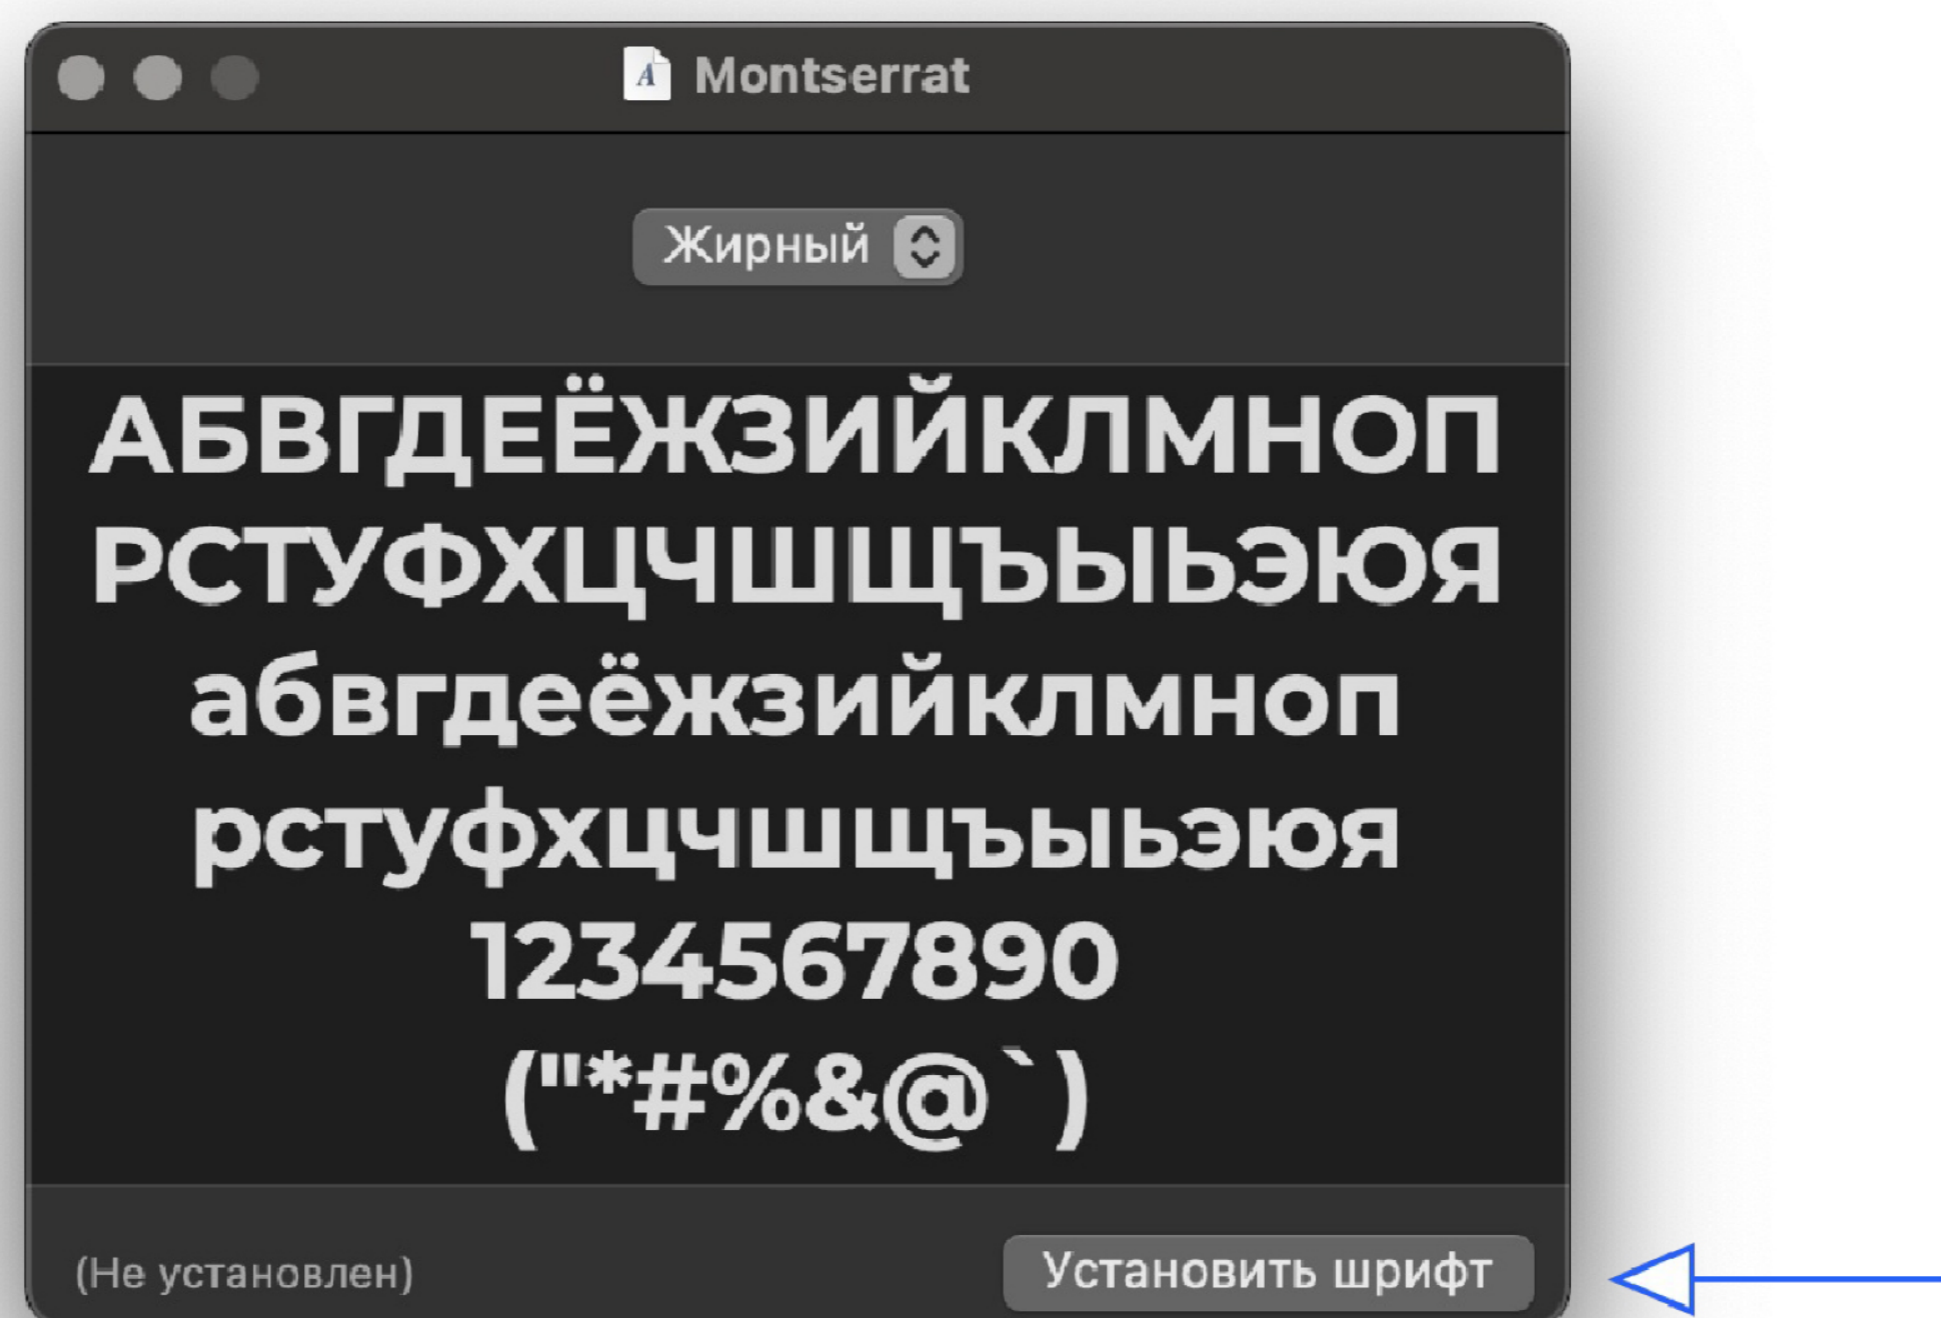 Montserrat
Жирный
АБВГДЕЁЖЗИЙКЛМНОП
РСТУФХЦЧШЩЪЫЬЭЮЯ
абвгдеёжзийклмноп
рстуфхцчшщъыьэюя
1234567890
("*#%&@`)
(Не установлен)
Установить шрифт